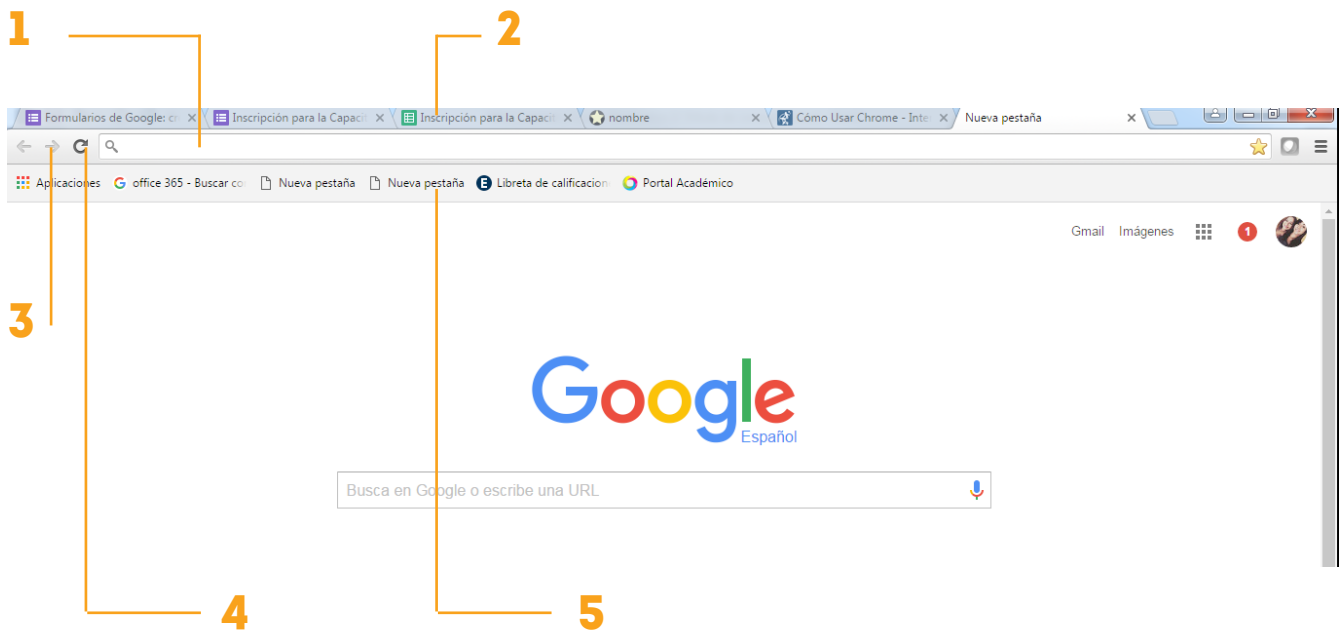 1 2
Formularios de Google: cr Inscripción para la Capacit Inscripción para la Capacit nombre Cómo Usar Chrome - Inte Nueva pestaña
Aplicaciones office 365 - Buscar co Nueva pestaña Nueva pestaña Libreta de calificacion Portal Académico
Gmail Imágenes 1
3
Google
Español
Busca en Google o escribe una URL
4 5